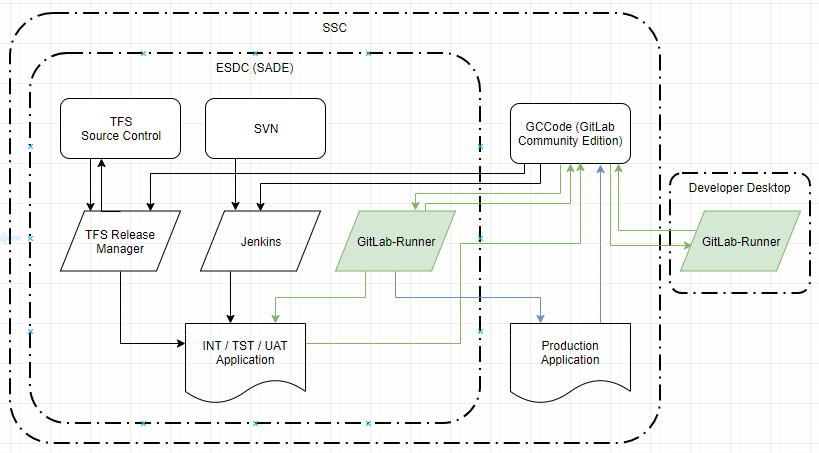 SSC
ESDC (SADE)
TFS
Source Control
SVN
GCCode (GitLab
Community Edition)
Developer Desktop
TFS Release
Manager
Jenkins
GitLab-Runner
GitLab-Runner
INT / TST / UAT
Application
Production
Application